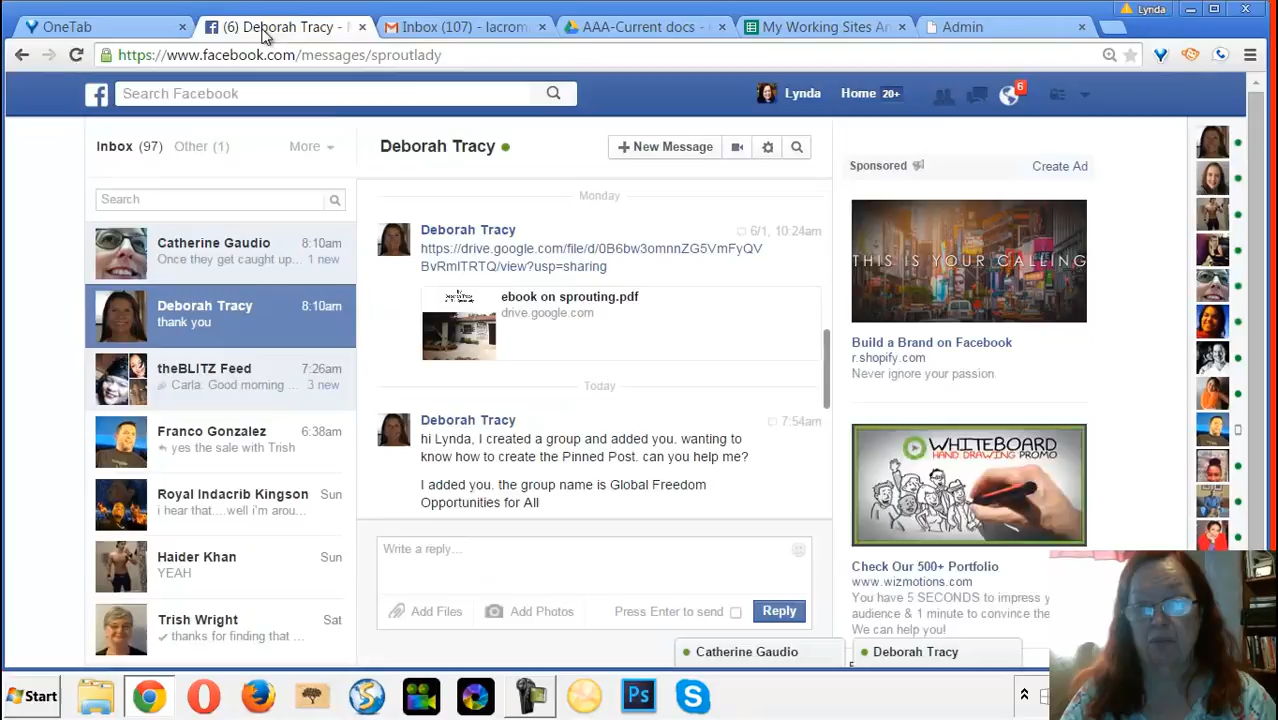 Lynda
OneTab
(6) Deborah Tracy -
Inbox (107) - lacrom
AAA-Current docs -
My Working Sites An
Admin
https://www.facebook.com/messages/sproutlady
Search Facebook
Lynda
Home 20+
6
Inbox (97)
Other (1)
More
Deborah Tracy
New Message
Sponsored
Create Ad
Search
Monday
Catherine Gaudio
8:10am
Once they get caught up...
1 new
Deborah Tracy
8:10am
thank you
theBLITZ Feed
7:26am
Carla: Good morning ...
3 new
Franco Gonzalez
6:38am
yes the sale with Trish
Royal Indacrib Kingson
Sun
i hear that....well i'm arou...
Haider Khan
Sun
YEAH
Trish Wright
Sat
thanks for finding that ...
Deborah Tracy
6/1, 10:24am
https://drive.google.com/file/d/0B6bw3omnnZG5VmFyQV
BvRmlTRTQ/view?usp=sharing
ebook on sprouting.pdf
drive.google.com
Today
Deborah Tracy
7:54am
hi Lynda, I created a group and added you. wanting to
know how to create the Pinned Post. can you help me?
I added you. the group name is Global Freedom
Opportunities for All
Write a reply...
Add Files
Add Photos
Press Enter to send
Reply
THIS IS YOUR CALLING
Build a Brand on Facebook
r.shopify.com
Never ignore your passion
WHITEBOARD
HAND DRAWING PROMO
Check Our 500+ Portfolio
www.wizmotions.com
You have 5 SECONDS to impress y
audience & 1 minute to convince the
We can help you!
Catherine Gaudio
Deborah Tracy
Start
Ps